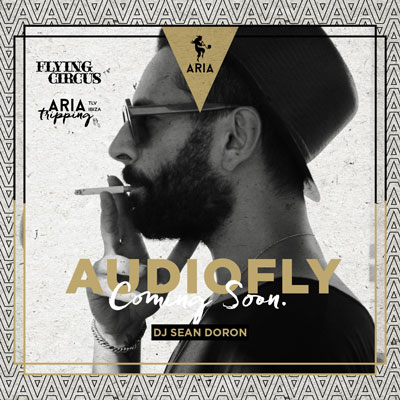 ARIA
FLYING
CIRCUS
ARIA TLV
IBIZA
tripping
AUDIOFLY
Coming Soon.
DJ SEAN DORON